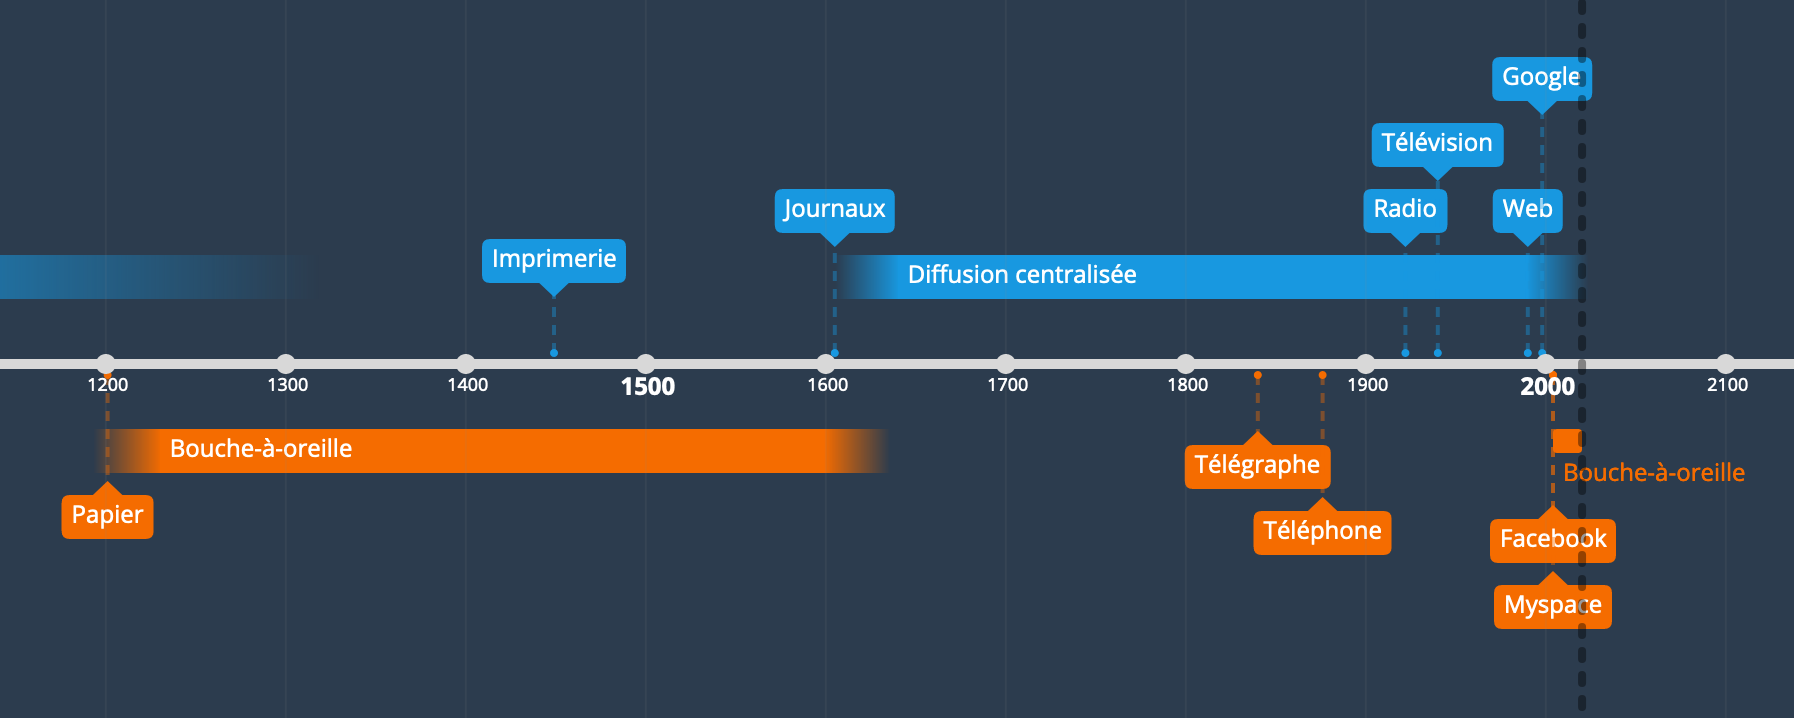 Google
Télévision
Journaux
Radio
Web
Imprimerie
Diffusion centralisée
1200
1300
1400
1500
1600
1700
1800
1900
2000
2100
Bouche-à-oreille
Télégraphe
Bouche-à-oreille
Papier
Téléphone
Facebook
Myspace